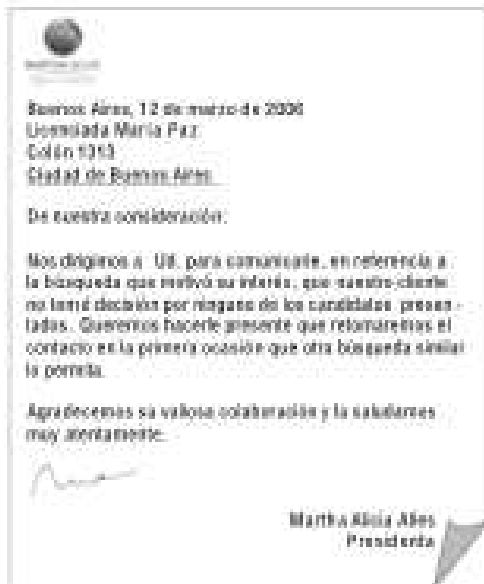 Buenos Aires, 12 de marzo de 2006
Licenciada María Paz
Colón 1313
Ciudad de Buenos Aires
De nuestra consideración:
Nos dirigimos a Ud. para comunicarle, en referencia a
la búsqueda que motivó su interés, que nuestro cliente
no tomó decisión por ninguno de los candidatos presen-
tados. Queremos hacerle presente que retomaremos el
contacto en la primera ocasión que otra búsqueda similar
lo permita.
Agradecemos su valiosa colaboración y la saludamos
muy atentamente.
Martha Alicia Alles
Presidenta